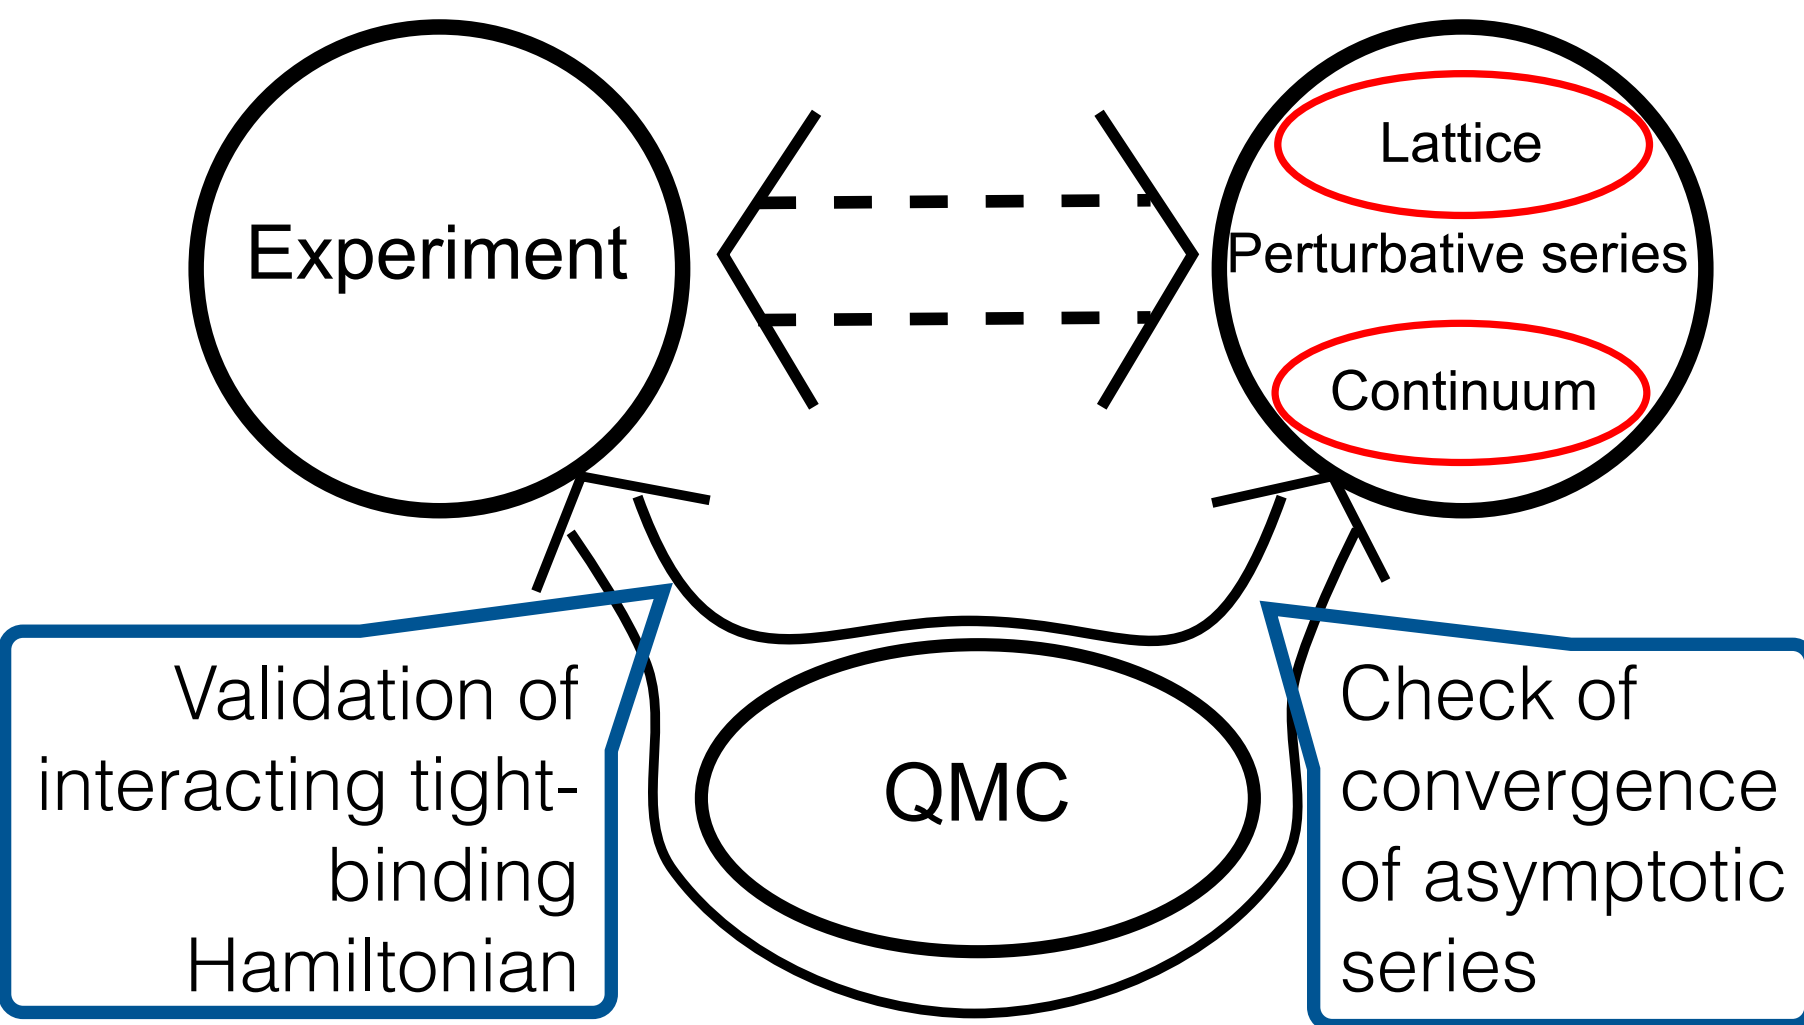 Experiment
Lattice
Perturbative series
Continuum
Validation of
interacting tight-
binding
Hamiltonian
QMC
Check of
convergence
of asymptotic
series